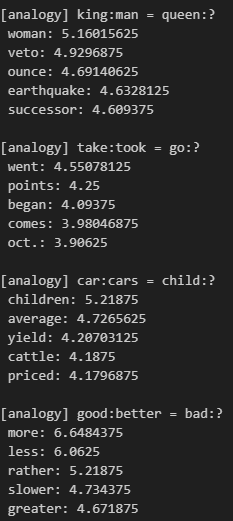 [analogy] king:man = queen:?
woman: 5.16015625
veto: 4.9296875
ounce: 4.69140625
earthquake: 4.6328125
successor: 4.609375

[analogy] take:took = go:?
went: 4.55078125
points: 4.25
began: 4.09375
comes: 3.98046875
oct.: 3.90625

[analogy] car:cars = child:?
children: 5.21875
average: 4.7265625
yield: 4.20703125
cattle: 4.1875
priced: 4.1796875

[analogy] good:better = bad:?
more: 6.6484375
less: 6.0625
rather: 5.21875
slower: 4.734375
greater: 4.671875